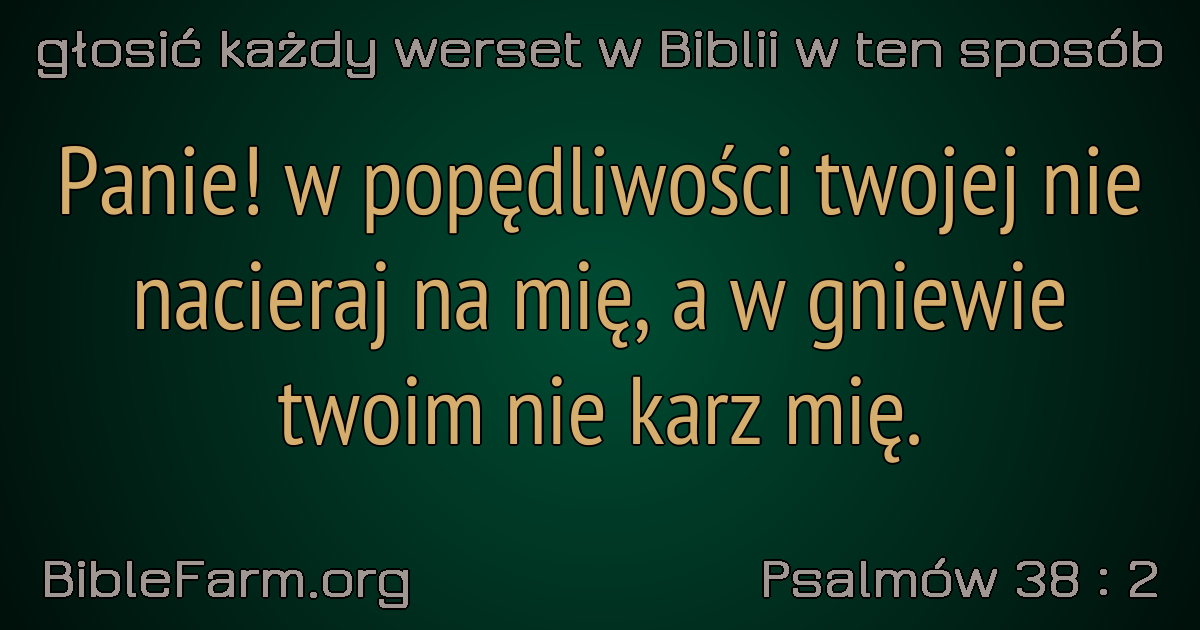 głosić każdy werset w Biblii w ten sposób
Panie! w popędliwości twojej nie
nacieraj na mię, a w gniewie
twoim nie karz mię.
BibleFarm.org
Psalmów 38 : 2